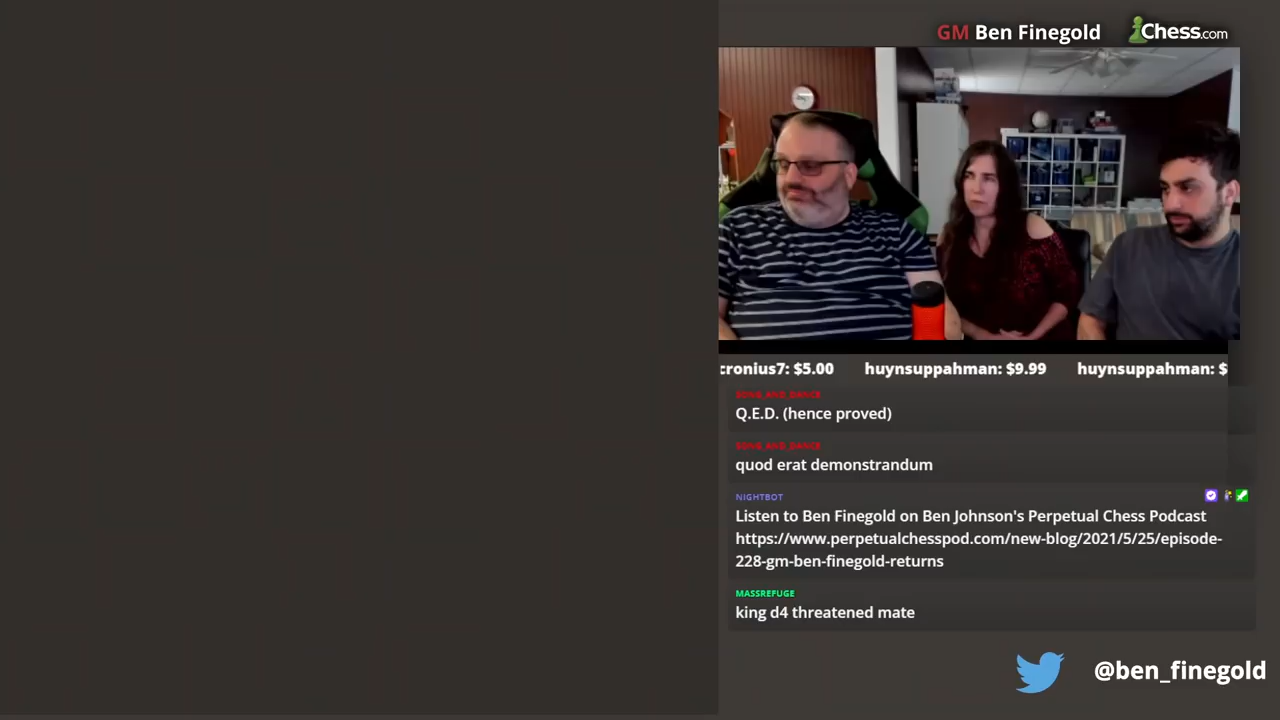 GM Ben Finegold
Chess.com
cronius7: $5.00 huynsuppahman: $9.99 huynsuppahman: $
SONG_AND_DANCE
Q.E.D. (hence proved)
SONG_AND_DANCE
quod erat demonstrandum
NIGHTBOT
Listen to Ben Finegold on Ben Johnson's Perpetual Chess Podcast
https://www.perpetualchesspod.com/new-blog/2021/5/25/episode-
228-gm-ben-finegold-returns
MASSREFUGE
king d4 threatened mate
@ben_finegold